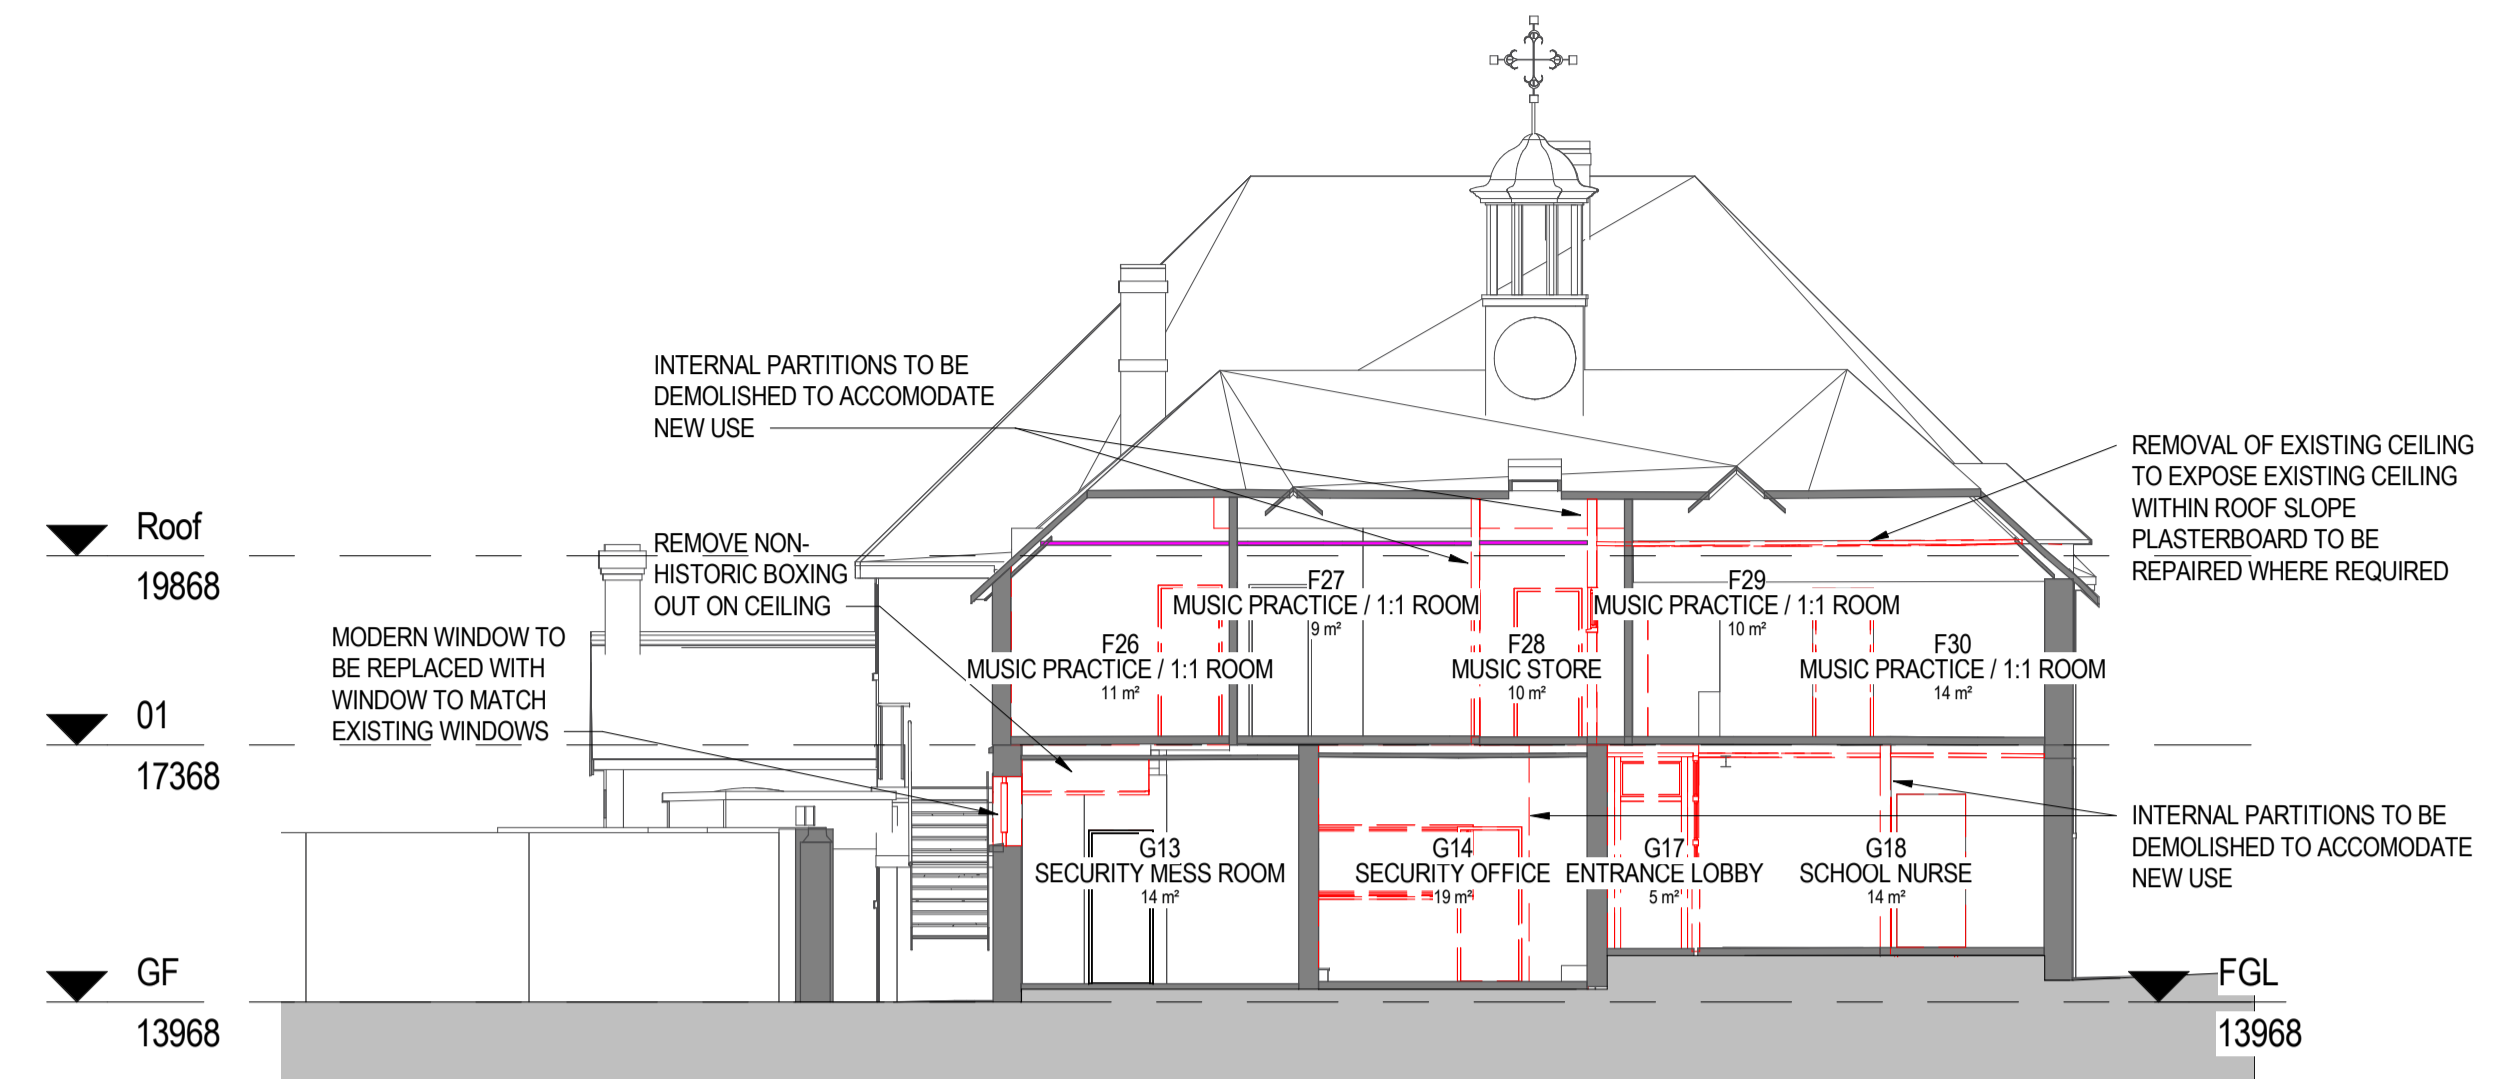 INTERNAL PARTITIONS TO BE
DEMOLISHED TO ACCOMODATE
NEW USE
REMOVAL OF EXISTING CEILING
TO EXPOSE EXISTING CEILING
WITHIN ROOF SLOPE
PLASTERBOARD TO BE
REPAIRED WHERE REQUIRED
Roof
19868
REMOVE NON-
HISTORIC BOXING
OUT ON CEILING
MODERN WINDOW TO
BE REPLACED WITH
WINDOW TO MATCH
EXISTING WINDOWS
01
17368
F26
MUSIC PRACTICE / 1:1 ROOM
11 m²
F27
MUSIC PRACTICE / 1:1 ROOM
9 m²
F28
MUSIC STORE
10 m²
F29
MUSIC PRACTICE / 1:1 ROOM
10 m²
F30
MUSIC PRACTICE / 1:1 ROOM
14 m²
G13
SECURITY MESS ROOM
14 m²
G14
SECURITY OFFICE
19 m²
G17
ENTRANCE LOBBY
5 m²
G18
SCHOOL NURSE
14 m²
INTERNAL PARTITIONS TO BE
DEMOLISHED TO ACCOMODATE
NEW USE
GF
13968
FGL
13968